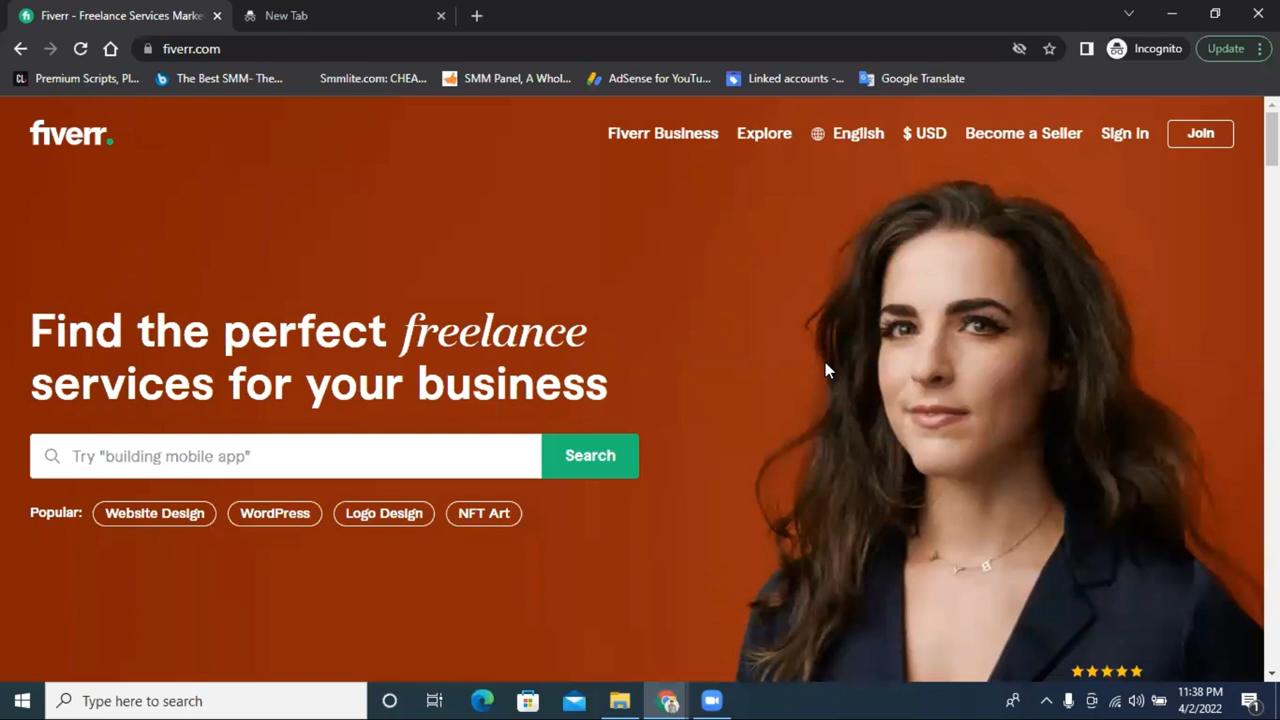 Fiverr - Freelance Services Marke
New Tab
fiverr.com
Incognito
Update
CL
Premium Scripts, Pl...
The Best SMM- The...
Smmlite.com: CHEA...
SMM Panel, A Whol...
AdSense for YouTu...
Linked accounts -...
Google Translate
fiverr.
Fiverr Business
Explore
English
$ USD
Become a Seller
Sign In
Join
Find the perfect freelance
services for your business
Try "building mobile app"
Search
Popular:
Website Design
WordPress
Logo Design
NFT Art
Type here to search
11:38 PM
4/2/2022
1